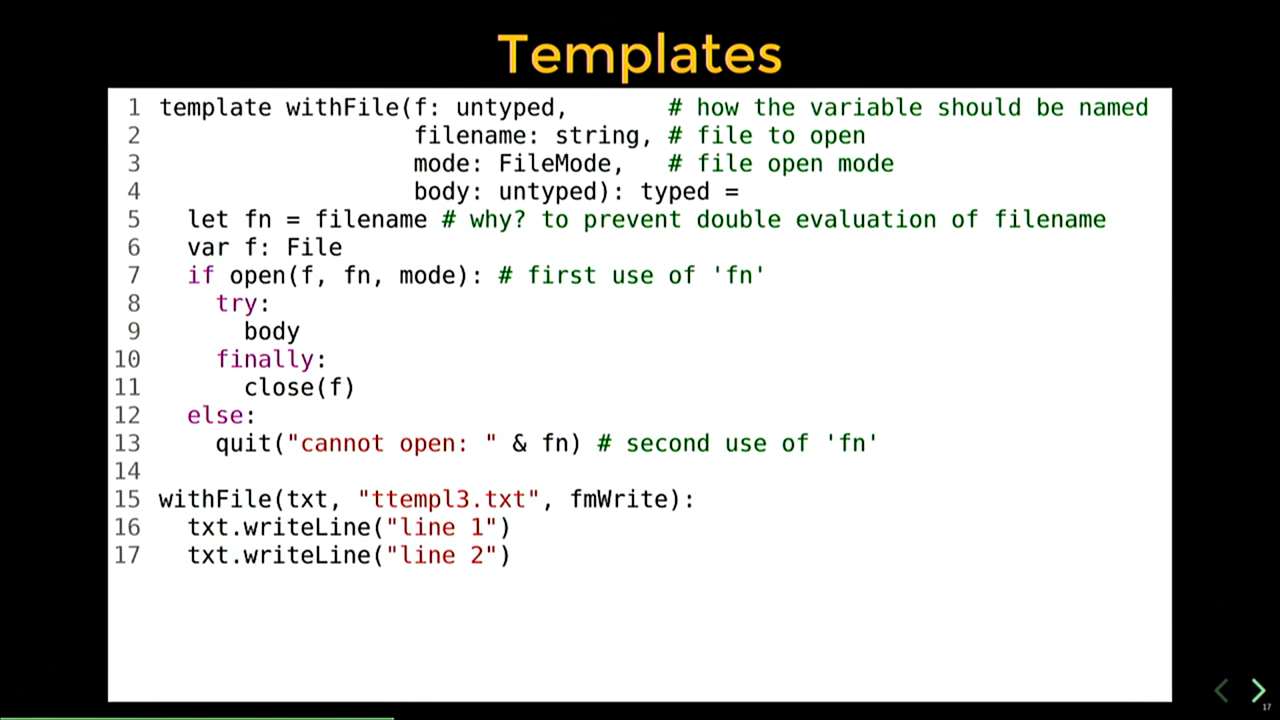 Templates
1 template withFile(f: untyped,       # how the variable should be named
2                   filename: string, # file to open
3                   mode: FileMode,   # file open mode
4                   body: untyped): typed =
5   let fn = filename # why? to prevent double evaluation of filename
6   var f: File
7   if open(f, fn, mode): # first use of 'fn'
8     try:
9       body
10     finally:
11       close(f)
12   else:
13     quit("cannot open: " & fn) # second use of 'fn'
14
15 withFile(txt, "ttempl3.txt", fmWrite):
16   txt.writeLine("line 1")
17   txt.writeLine("line 2")
17